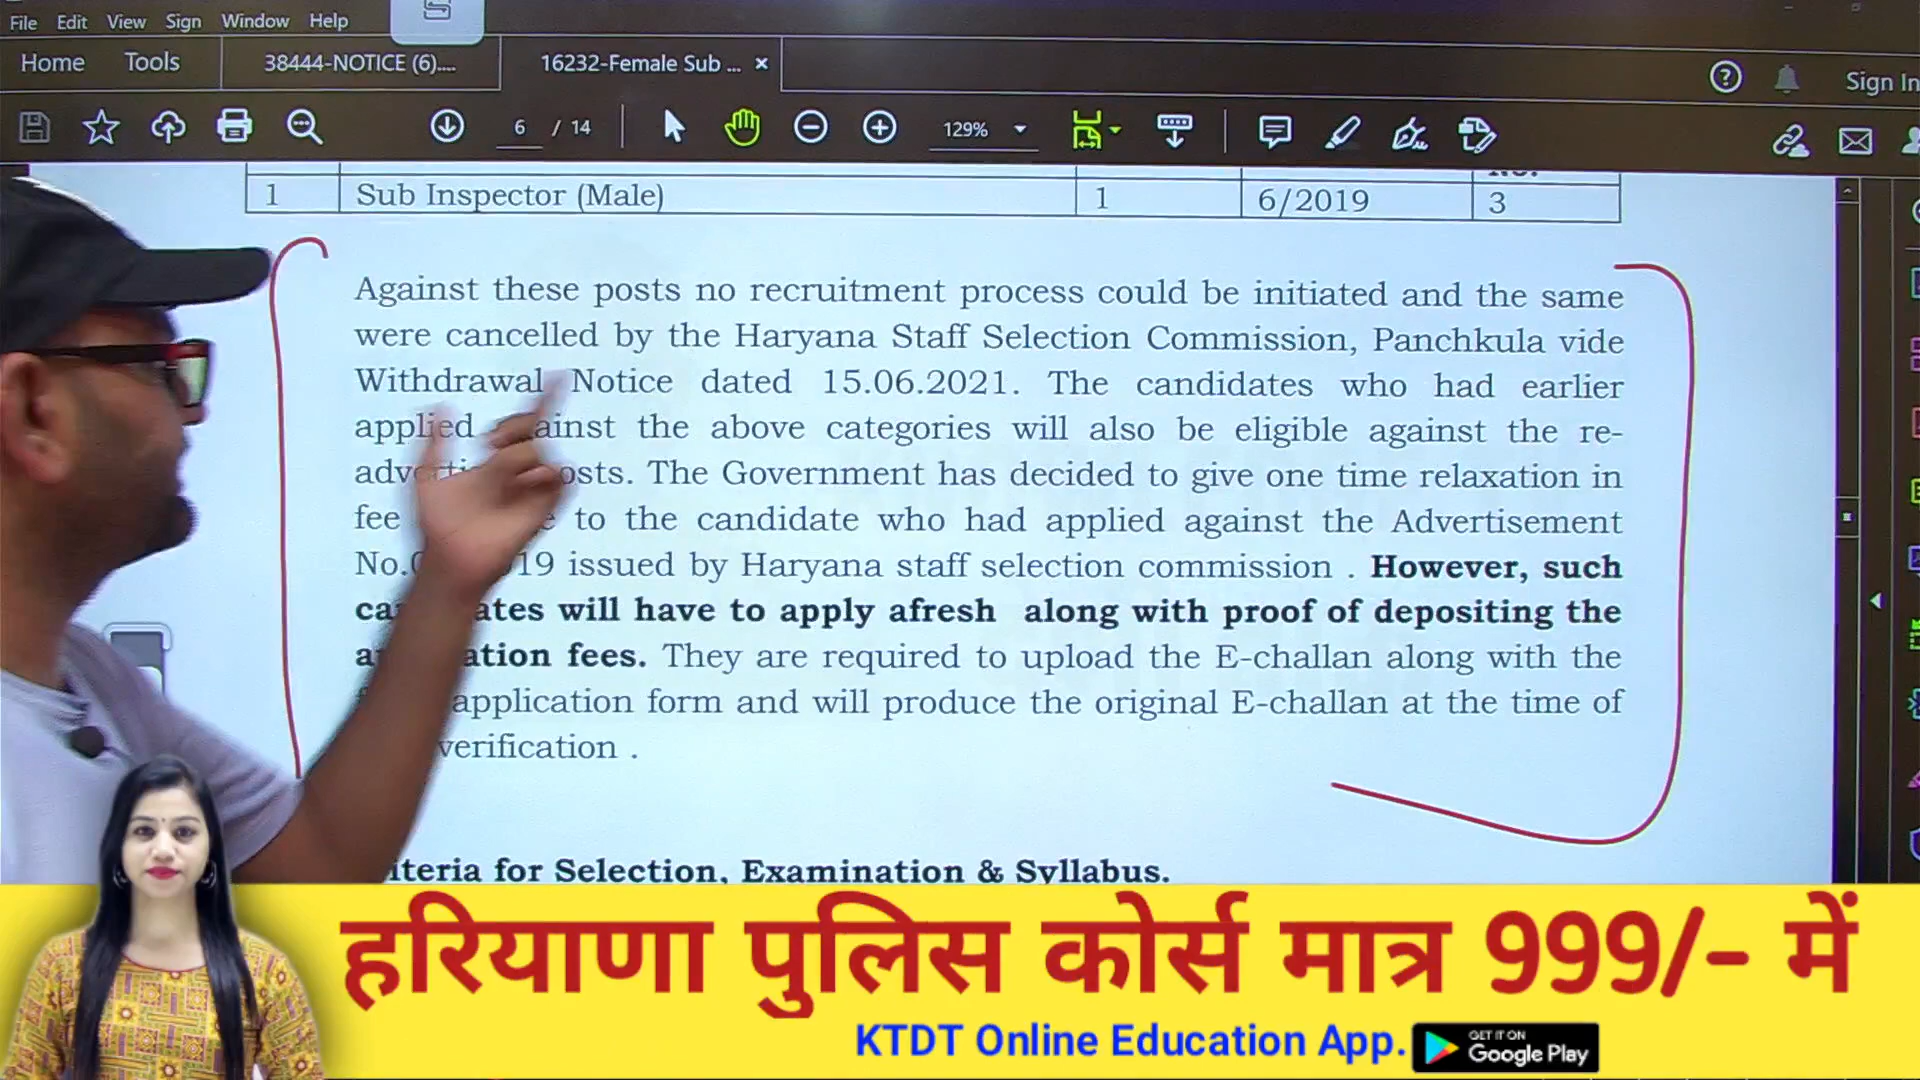 File Edit View Sign Window Help
Home Tools 38444-NOTICE (6).... 16232-Female Sub ... × Sign In
6 / 14 129%
1 Sub Inspector (Male) 1 6/2019 3
Against these posts no recruitment process could be initiated and the same
were cancelled by the Haryana Staff Selection Commission, Panchkula vide
Withdrawal Notice dated 15.06.2021. The candidates who had earlier
applied against the above categories will also be eligible against the re-
posts. The Government has decided to give one time relaxation in
fee to the candidate who had applied against the Advertisement
issued by Haryana staff selection commission . However, such
will have to apply afresh along with proof of depositing the
fees. They are required to upload the E-challan along with the
application form and will produce the original E-challan at the time of
verification .
for Selection, Examination & Syllabus.
हरियाणा पुलिस कोर्स मात्र 999/- में
KTDT Online Education App. GET IT ON
Google Play